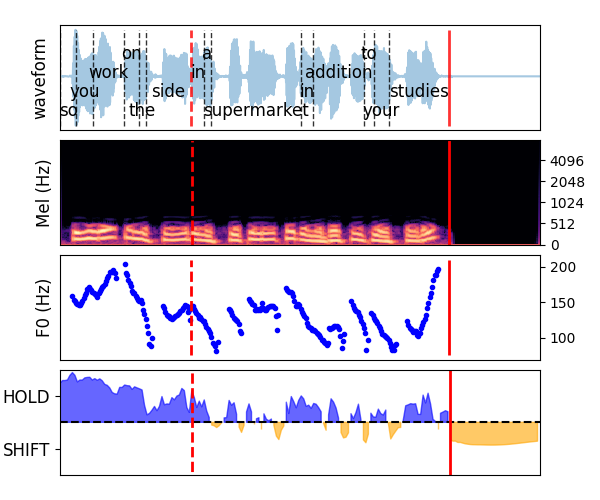 waveform
on a to
work in addition
you side in studies
so the supermarket your
Mel (Hz)
4096
2048
1024
512
0
F0 (Hz)
200
150
100
HOLD
SHIFT